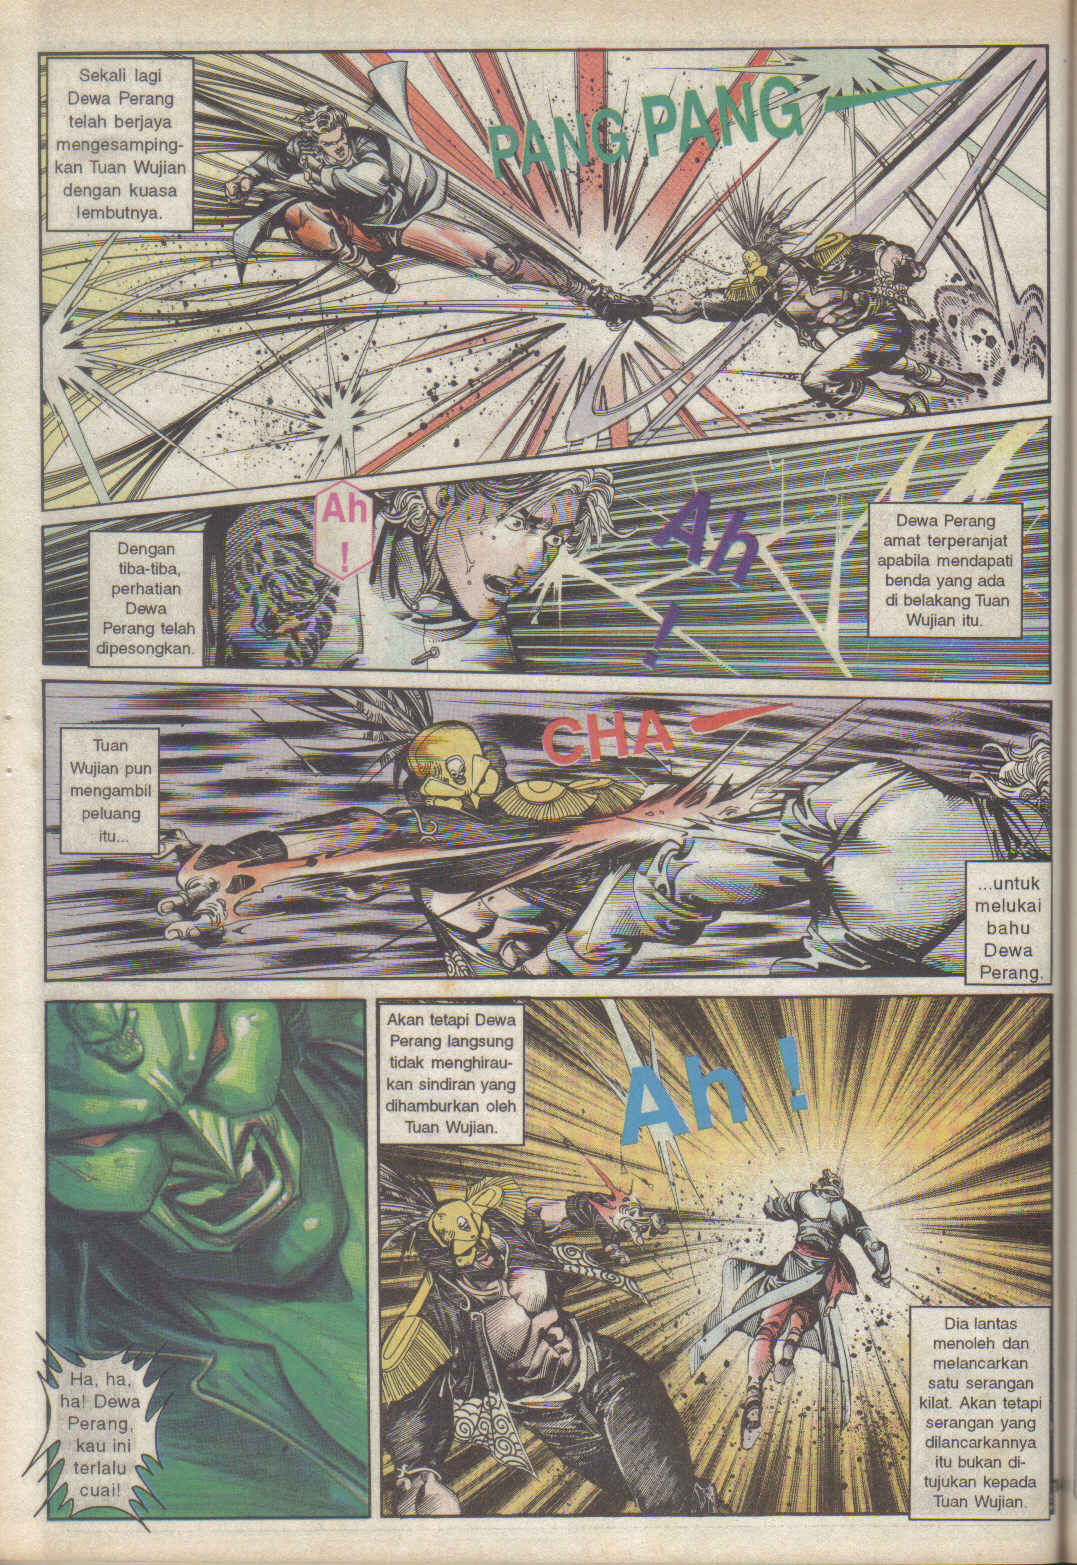 Sekali lagi
Dewa Perang
telah berjaya
mengesamping-
kan Tuan Wujian
dengan kuasa
lembutnya.
PANG PANG
Dengan
tiba-tiba,
perhatian
Dewa
Perang telah
dipesongkan.
Ah
!
Ah
!
Dewa Perang
amat terperanjat
apabila mendapati
benda yang ada
di belakang Tuan
Wujian itu.
Tuan
Wujian pun
mengambil
peluang
itu...
CHA
...untuk
melukai
bahu
Dewa
Perang.
Ha, ha,
ha! Dewa
Perang,
kau ini
terlalu
cuai!
Akan tetapi Dewa
Perang langsung
tidak menghirau-
kan sindiran yang
dihamburkan oleh
Tuan Wujian.
Ah !
Dia lantas
menoleh dan
melancarkan
satu serangan
kilat. Akan tetapi
serangan yang
dilancarkannya
itu bukan di-
tujukan kepada
Tuan Wujian.